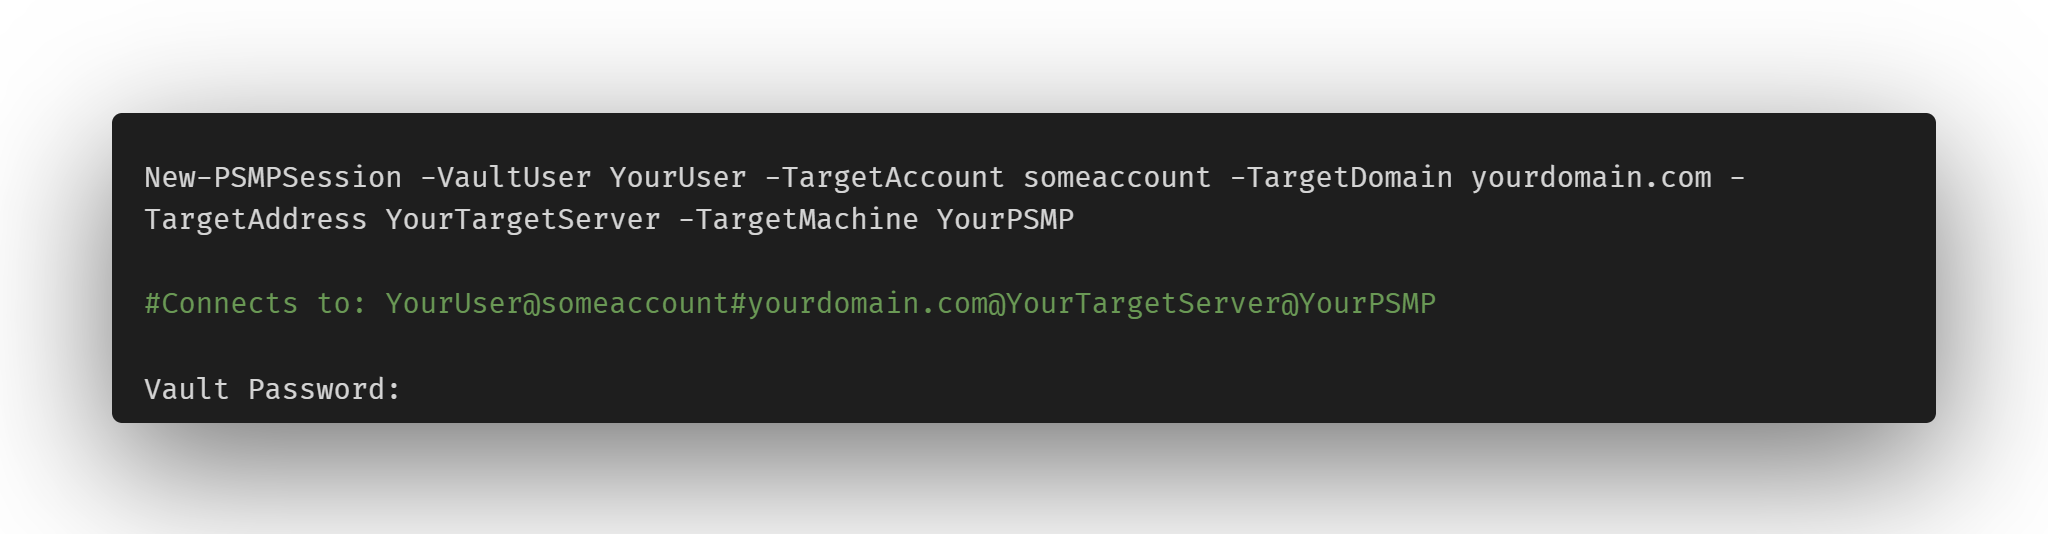 New-PSMPSession -VaultUser YourUser -TargetAccount someaccount -TargetDomain yourdomain.com -
TargetAddress YourTargetServer -TargetMachine YourPSMP
#Connects to: YourUser@someaccount#yourdomain.com@YourTargetServer@YourPSMP
Vault Password: